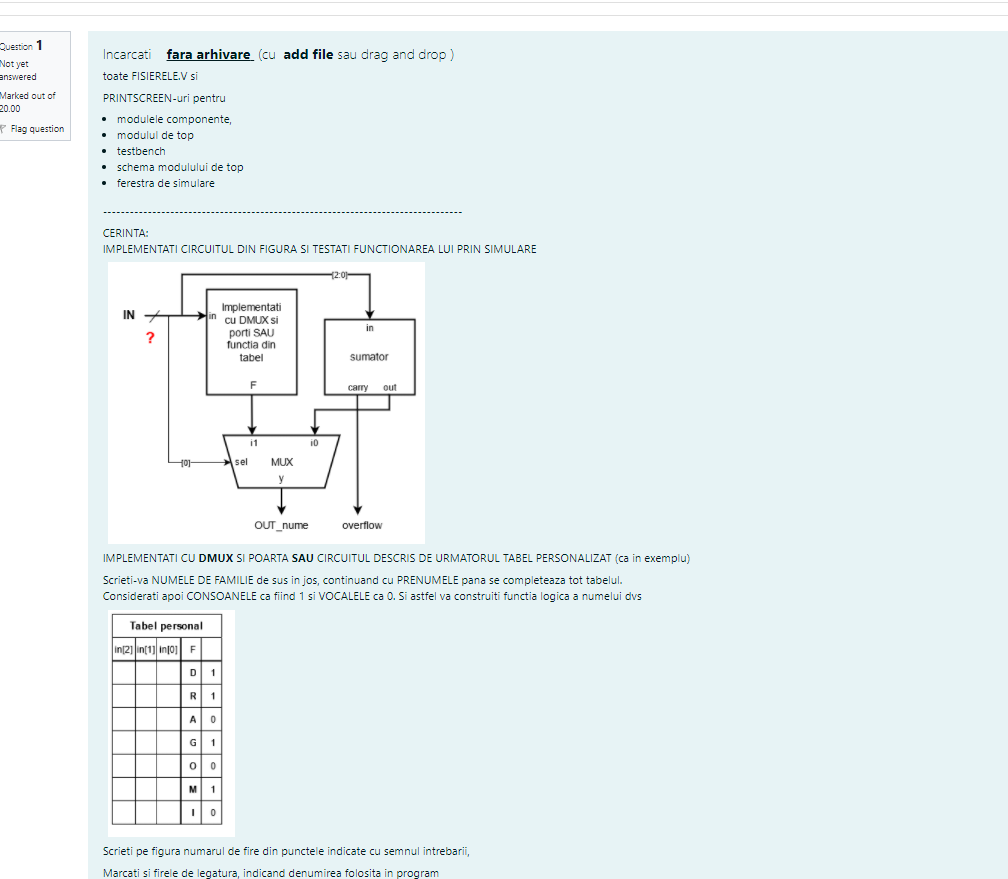 Question 1
Not yet
answered
Marked out of
20.00
Flag question
Incarcati fara arhivare (cu add file sau drag and drop )
toate FISIERELE.V si
PRINTSCREEN-uri pentru
modulele componente,
modulul de top
testbench
schema modulului de top
ferestra de simulare
--------------------------------------------------------------------------------
CERINTA:
IMPLEMENTATI CIRCUITUL DIN FIGURA SI TESTATI FUNCTIONAREA LUI PRIN SIMULARE
[2:0]
IN
?
in
Implementati
cu DMUX si
porti SAU
functia din
tabel
F
in
sumator
carry out
i1 i0
[0]
sel MUX
y
OUT_nume overflow
IMPLEMENTATI CU DMUX SI POARTA SAU CIRCUITUL DESCRIS DE URMATORUL TABEL PERSONALIZAT (ca in exemplu)
Scrieti-va NUMELE DE FAMILIE de sus in jos, continuand cu PRENUMELE pana se completeaza tot tabelul.
Considerati apoi CONSOANELE ca fiind 1 si VOCALELE ca 0. Si astfel va construiti functia logica a numelui dvs
Tabel personal
in[2] in[1] in[0] F
D 1
R 1
A 0
G 1
O 0
M 1
I 0
Scrieti pe figura numarul de fire din punctele indicate cu semnul intrebarii,
Marcati si firele de legatura, indicand denumirea folosita in program